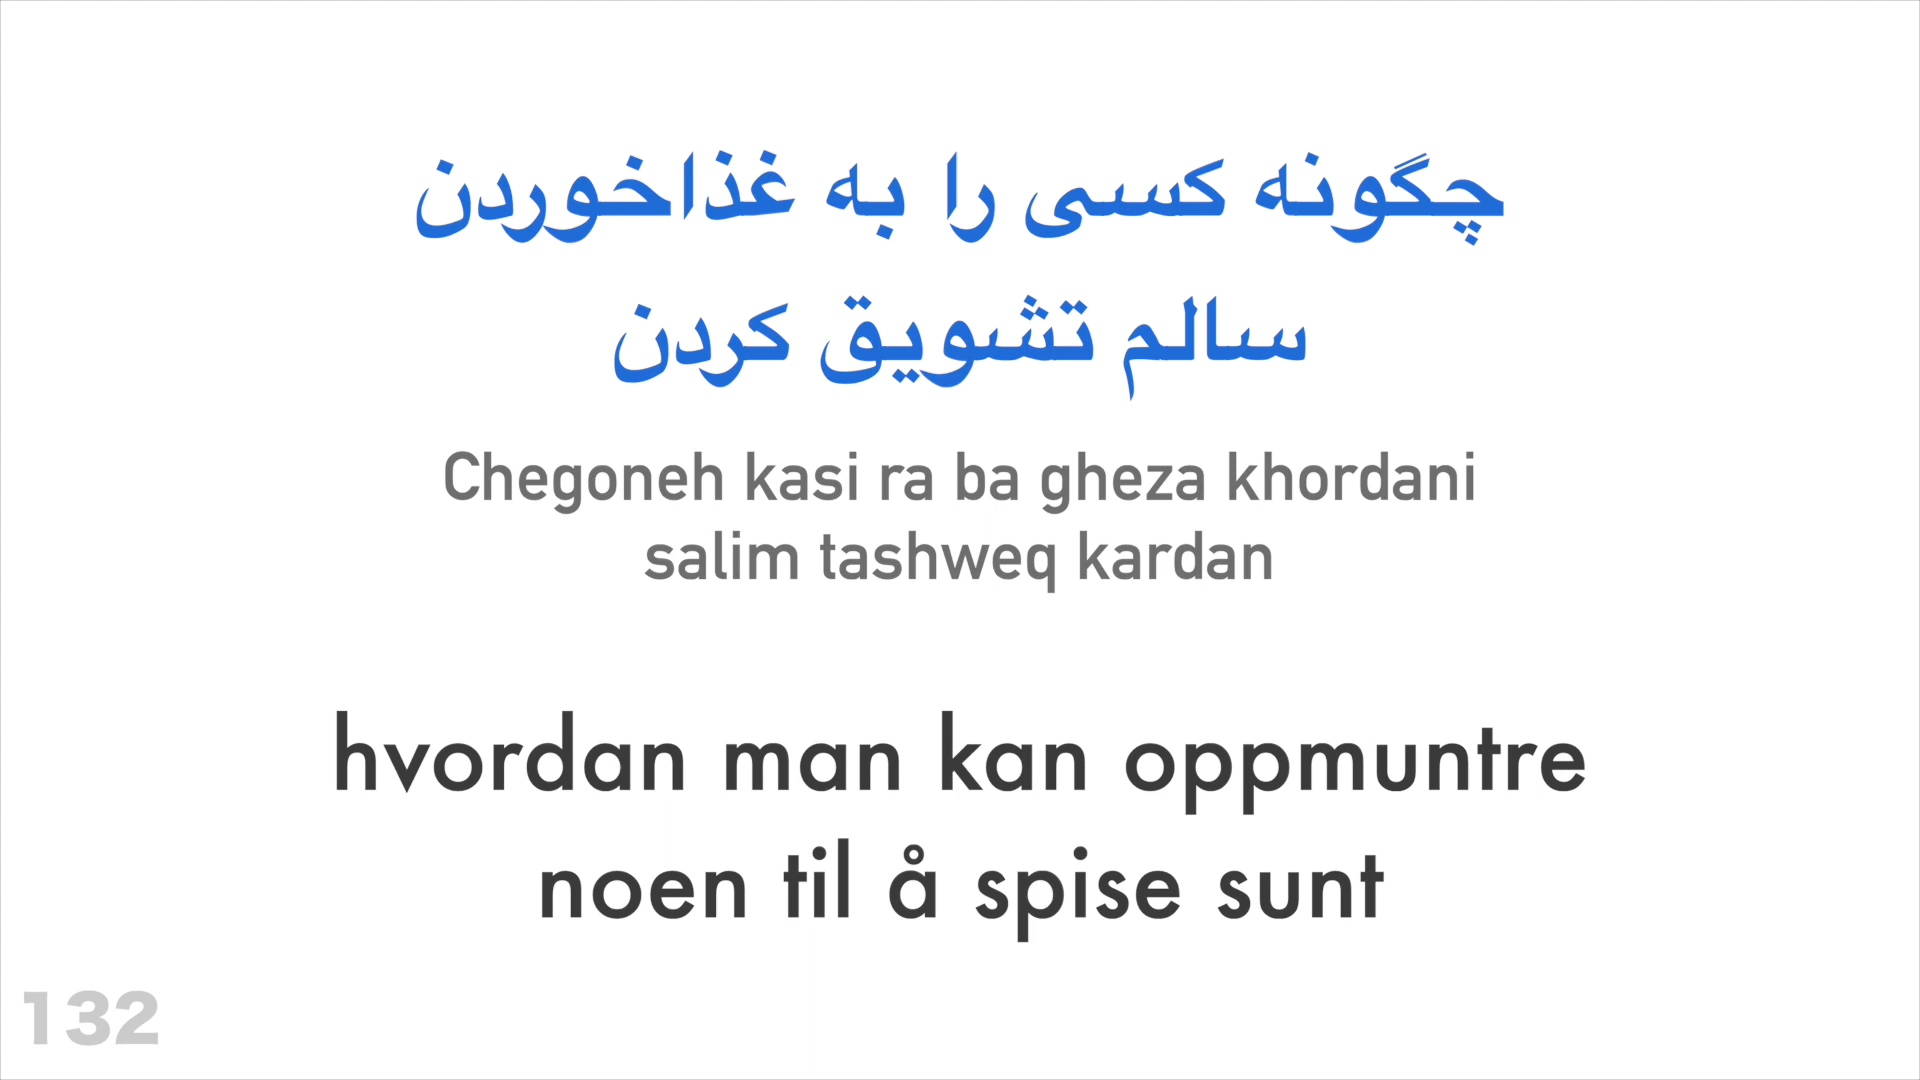 چگونه کسی را به غذاخوردن
سالم تشویق کردن
Chegoneh kasi ra ba gheza khordani
salim tashweq kardan
hvordan man kan oppmuntre
noen til å spise sunt
132